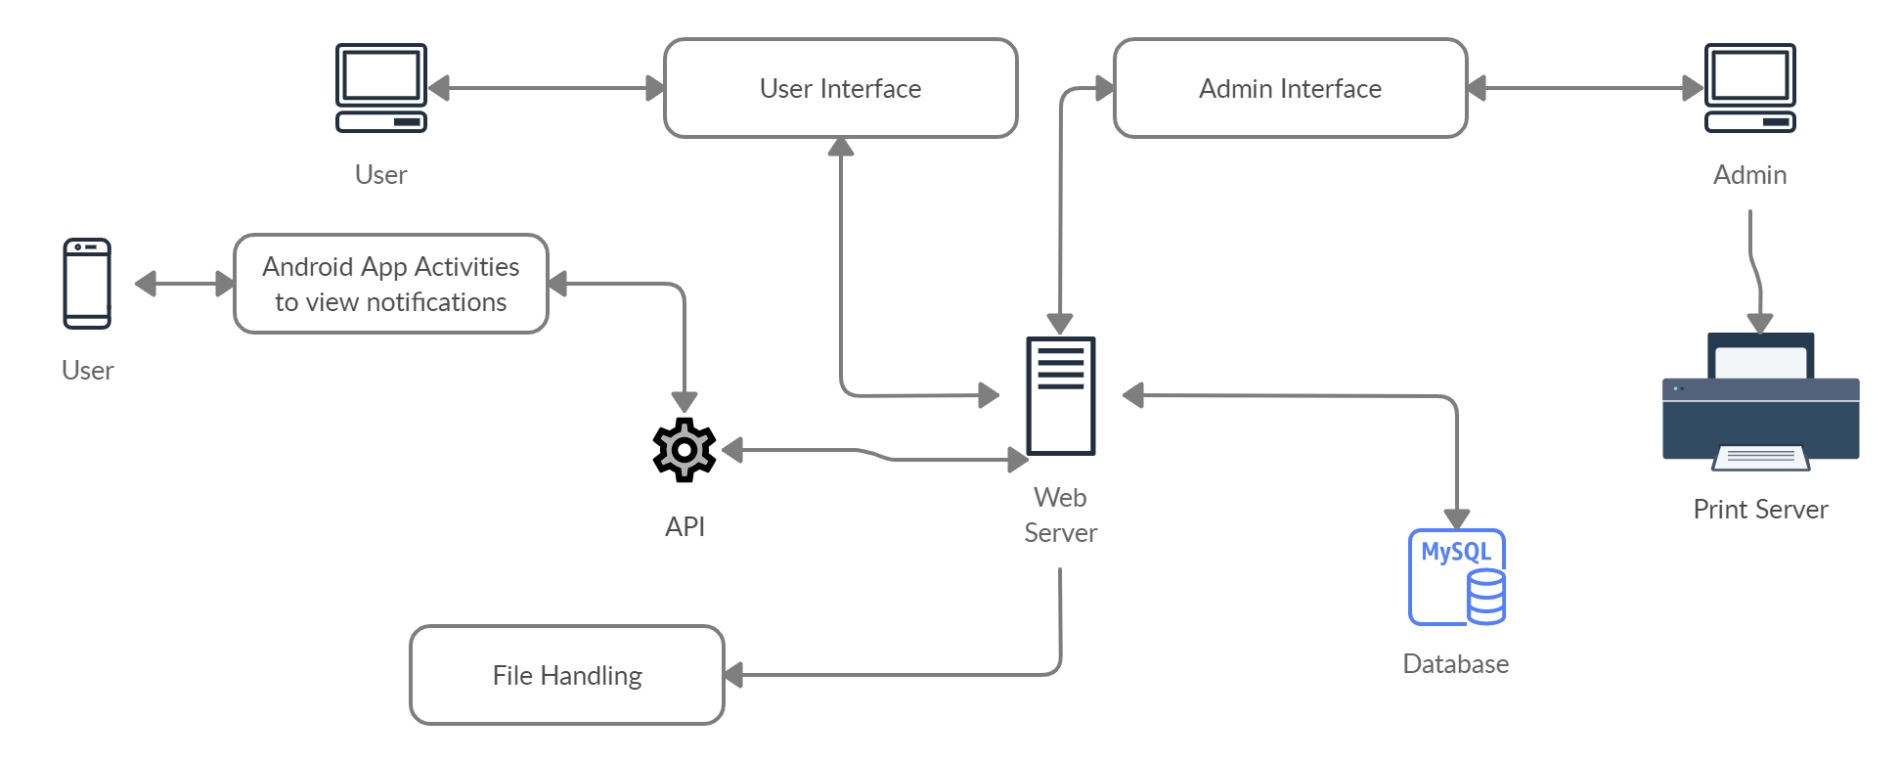 User Interface
Admin Interface
User
Admin
Android App Activities
to view notifications
User
Web
Server
API
Print Server
MySQL
Database
File Handling